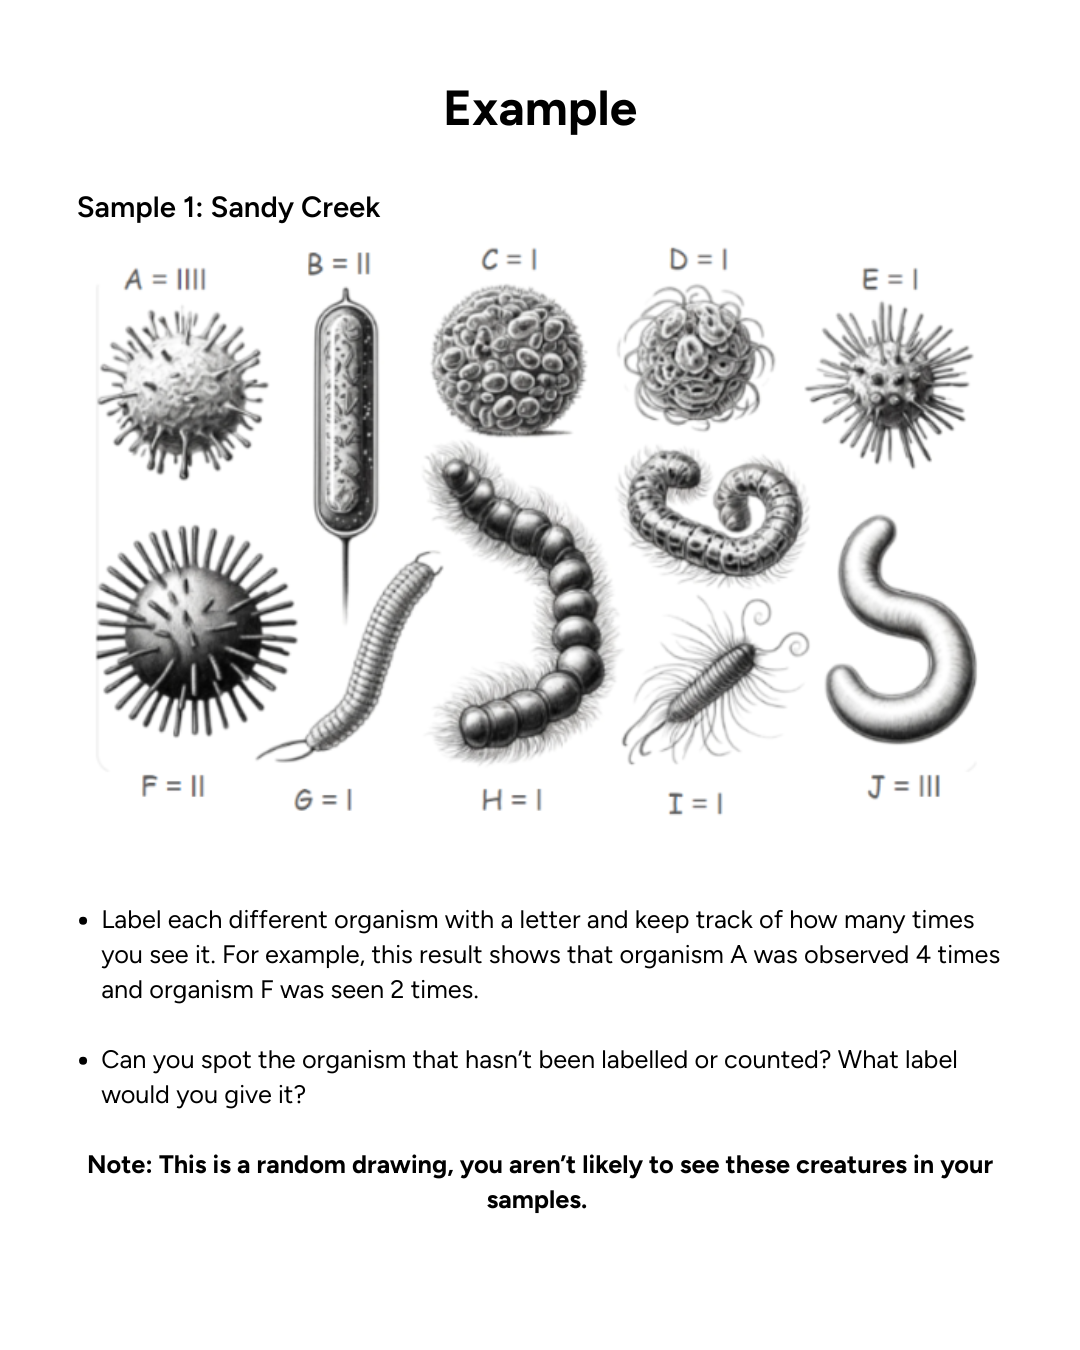 Example
Sample 1: Sandy Creek
A = IIII
B = II
C = I
D = I
E = I
F = II
G = I
H = I
I = I
J = III
• Label each different organism with a letter and keep track of how many times
you see it. For example, this result shows that organism A was observed 4 times
and organism F was seen 2 times.
• Can you spot the organism that hasn’t been labelled or counted? What label
would you give it?
Note: This is a random drawing, you aren’t likely to see these creatures in your
samples.